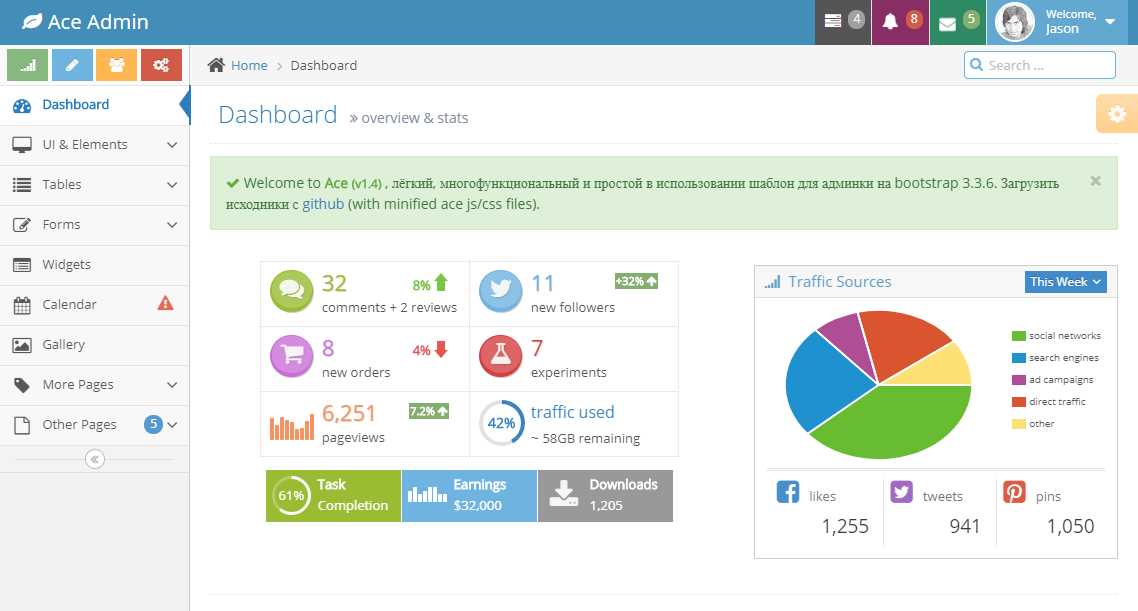 Ace Admin
4
8
5
Welcome,
Jason
Home
Dashboard
Search ...
Dashboard
UI & Elements
Tables
Forms
Widgets
Calendar
Gallery
More Pages
Other Pages 5
Dashboard » overview & stats
Welcome to Ace (v1.4) , лёгкий, многофункциональный и простой в использовании шаблон для админки на bootstrap 3.3.6. Загрузить
исходники с github (with minified ace js/css files).
32 8%
comments + 2 reviews
11 +32%
new followers
8 4%
new orders
7
experiments
6,251 7.2%
pageviews
42% traffic used
~ 58GB remaining
61% Task
Completion
Earnings
$32,000
Downloads
1,205
Traffic Sources This Week
social networks
search engines
ad campaigns
direct traffic
other
likes
1,255
tweets
941
pins
1,050